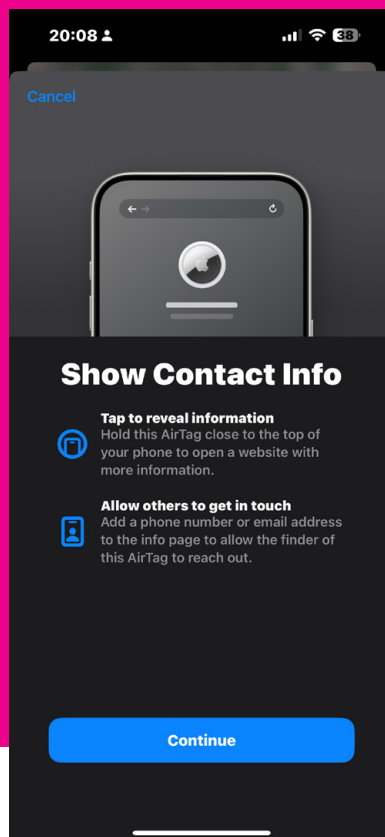 20:08
38
Cancel
Show Contact Info
Tap to reveal information
Hold this AirTag close to the top of
your phone to open a website with
more information.
Allow others to get in touch
Add a phone number or email address
to the info page to allow the finder of
this AirTag to reach out.
Continue